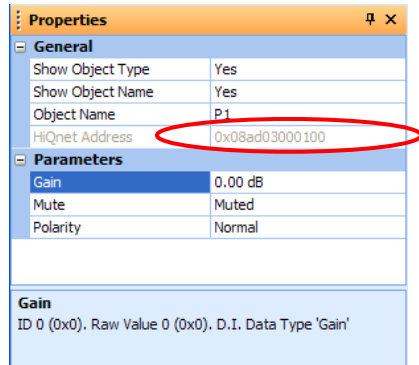 Properties
General
Show Object Type Yes
Show Object Name Yes
Object Name P1
HiQnet Address 0x08ad03000100
Parameters
Gain 0.00 dB
Mute Muted
Polarity Normal
Gain
ID 0 (0x0). Raw Value 0 (0x0). D.I. Data Type 'Gain'